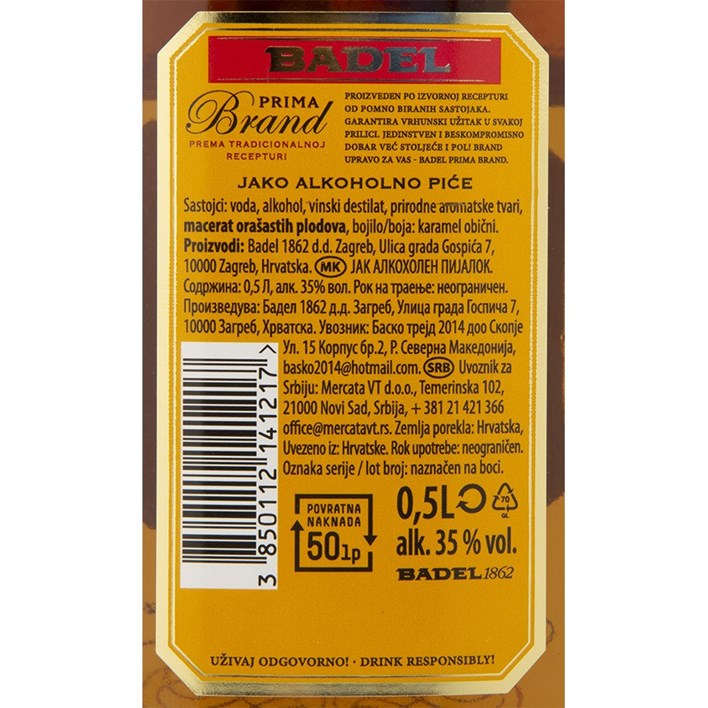 BADEL
PRIMA
Brand
PREMA TRADICIONALNOJ
RECEPTURI
PROIZVEDEN PO IZVORNOJ RECEPTURI
OD POMNO BIRANIH SASTOJAKA.
GARANTIRA VRHUNSKI UŽITAK U SVAKOJ
PRILICI. JEDINSTVEN I BESKOMPROMISNO
DOBAR VEĆ STOLJEĆE I POL! BRAND
UPRAVO ZA VAS - BADEL PRIMA BRAND.
JAKO ALKOHOLNO PIĆE
Sastojci: voda, alkohol, vinski destilat, prirodne aromatske tvari,
macerat orašastih plodova, bojilo/boja: karamel obični.
Proizvodi: Badel 1862 d.d. Zagreb, Ulica grada Gospića 7,
10000 Zagreb, Hrvatska. MK ЈАК АЛКОХОЛЕН ПИЈАЛОК.
Содржина: 0,5 Л, алк. 35% вол. Рок на траење: неограничен.
Произведува: Бадел 1862 д.д. Загреб, Улица града Госпича 7,
10000 Загреб, Хрватска. Увозник: Баско трејд 2014 доо Скопје
Ул. 15 Корпус бр.2, Р. Северна Македонија,
basko2014@hotmail.com. SRB Uvoznik za
Srbiju: Mercata VT d.o.o., Temerinska 102,
21000 Novi Sad, Srbija, + 381 21 421 366
office@mercatavt.rs. Zemlja porekla: Hrvatska,
Uvezeno iz: Hrvatske. Rok upotrebe: neograničen.
Oznaka serije / lot broj: naznačen na boci.
3 850112 141217 >
POVRATNA
NAKNADA
50lp
0,5L
70
GL
alk. 35 % vol.
BADEL 1862
UŽIVAJ ODGOVORNO! · DRINK RESPONSIBLY!